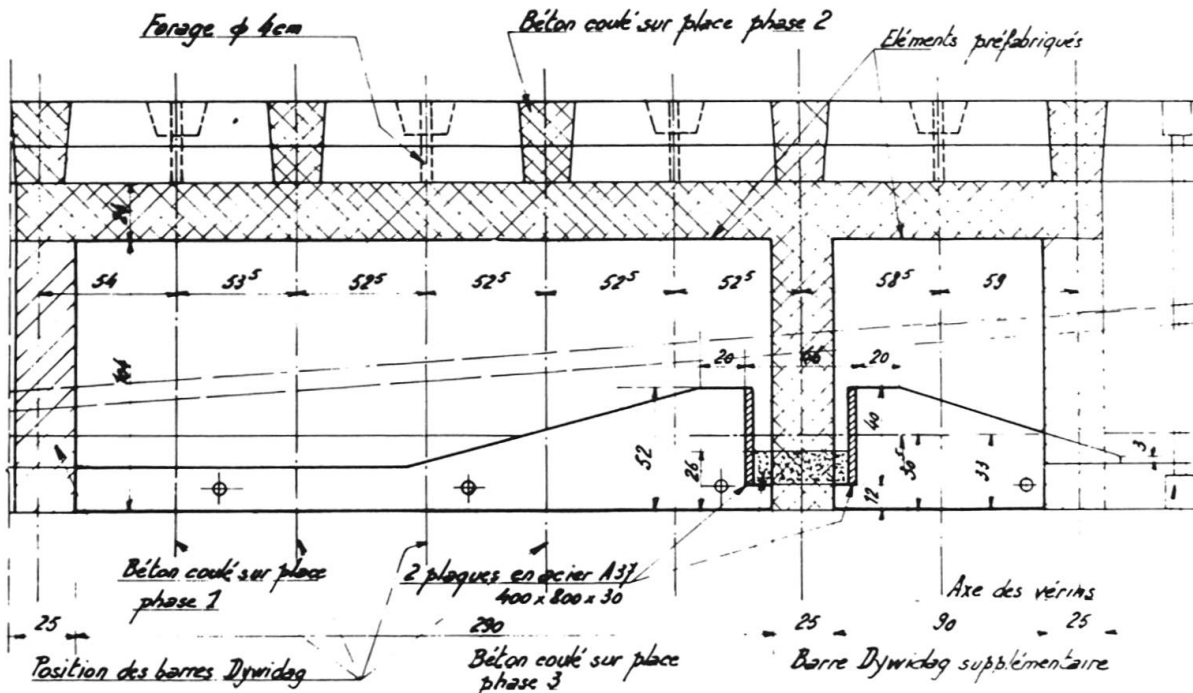 Forage ϕ 4cm
Béton coulé sur place phase 2
Eléments préfabriqués
54
53⁵
52⁵
52⁵
52⁵
52⁵
58⁵
59
20
20
40
52
26
30⁵
33
3
12
Béton coulé sur place
phase 1
2 plaques en acier A37
400 x 800 x 30
Axe des vérins
25
290
25
90
25
Position des barres Dywidag
Béton coulé sur place
phase 3
Barre Dywidag supplémentaire